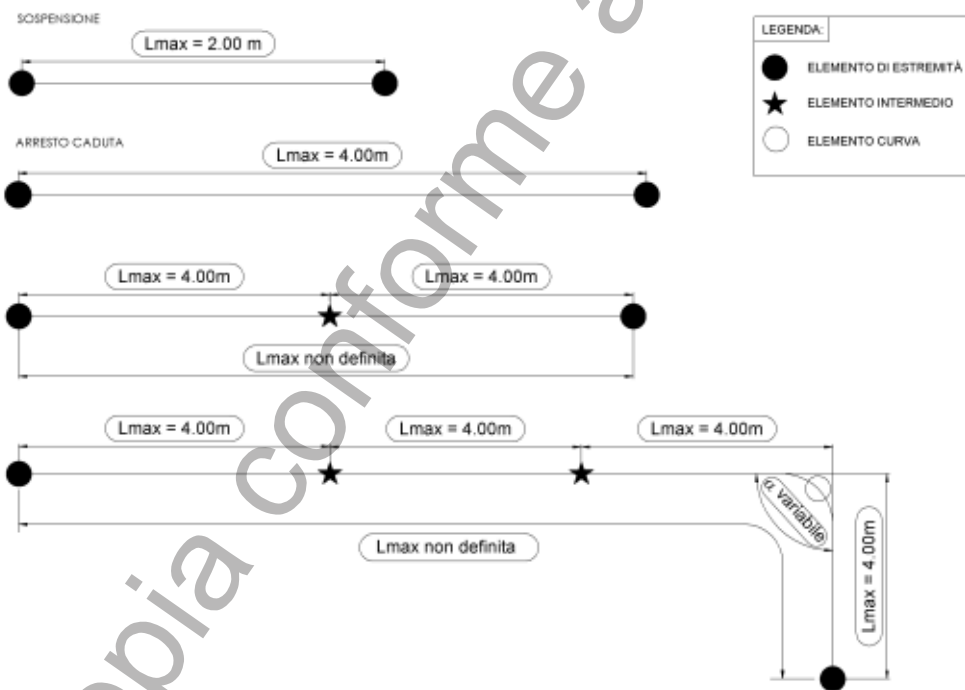 SOSPENSIONE
Lmax = 2.00 m
LEGENDA:
ELEMENTO DI ESTREMITÀ
ELEMENTO INTERMEDIO
ELEMENTO CURVA
ARRESTO CADUTA
Lmax = 4.00m
Lmax = 4.00m
Lmax = 4.00m
Lmax non definita
Lmax = 4.00m
Lmax = 4.00m
Lmax = 4.00m
α variabile
Lmax = 4.00m
Lmax non definita
opia conforme a